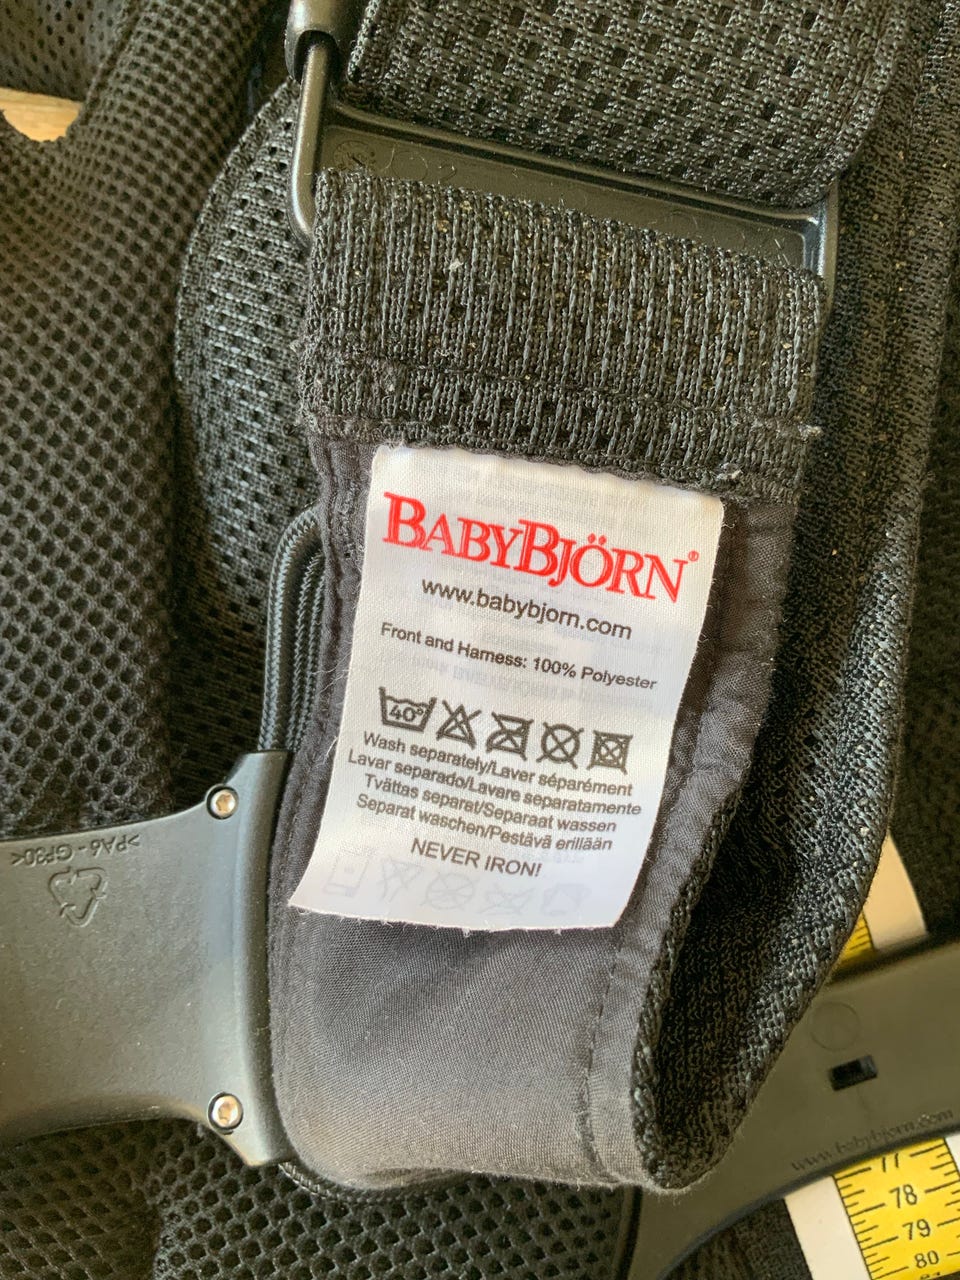 BABYBJÖRN®
www.babybjorn.com
Front and Harness: 100% Polyester
40°
Wash separately/Laver séparément
Lavar separado/Lavare separatamente
Tvättas separat/Separaat wassen
Separat waschen/Pestävä erillään
NEVER IRON!
>PA6 - GF30<
www.babybjorn.com
77
78
79
80
81